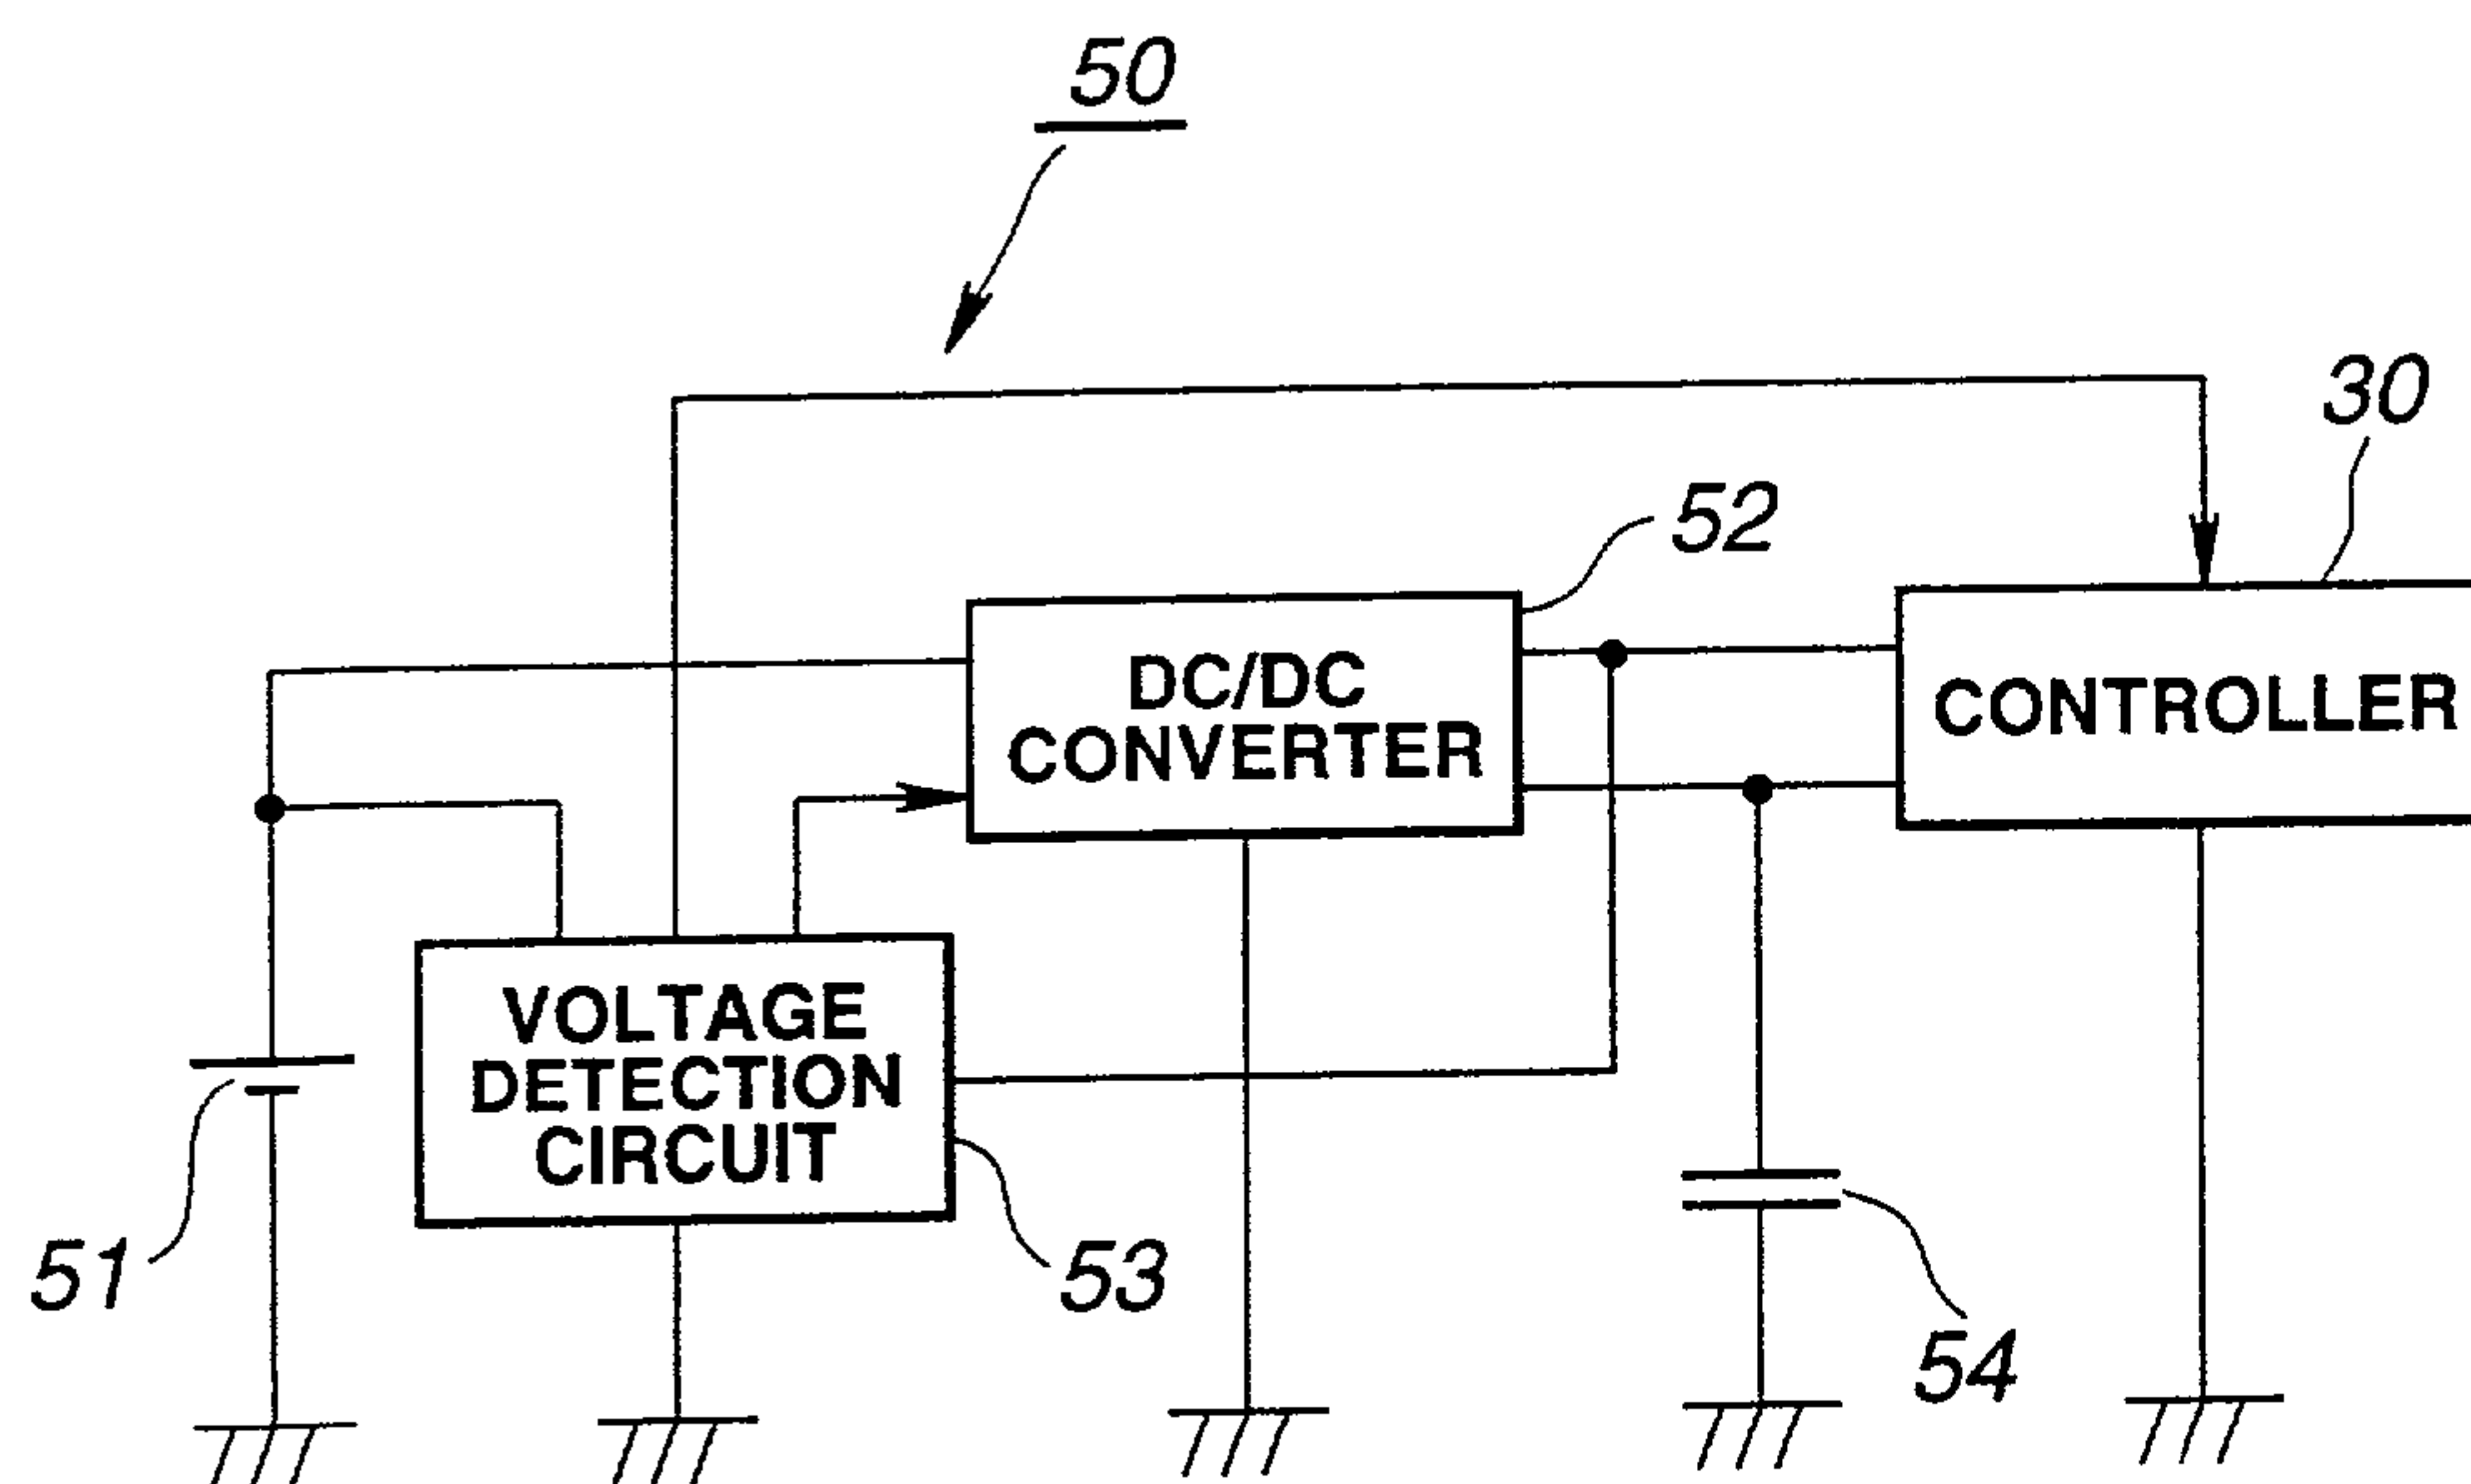 50
30
52
DC/DC
CONVERTER
CONTROLLER
VOLTAGE
DETECTION
CIRCUIT
51
53
54